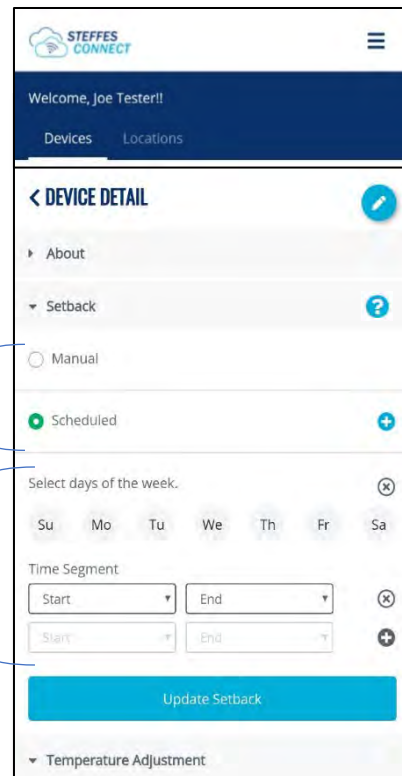 STEFFES
CONNECT
Welcome, Joe Tester!!
Devices Locations
< DEVICE DETAIL
About
Setback
Manual
Scheduled
Select days of the week.
Su Mo Tu We Th Fr Sa
Time Segment
Start End
Start End
Update Setback
Temperature Adjustment